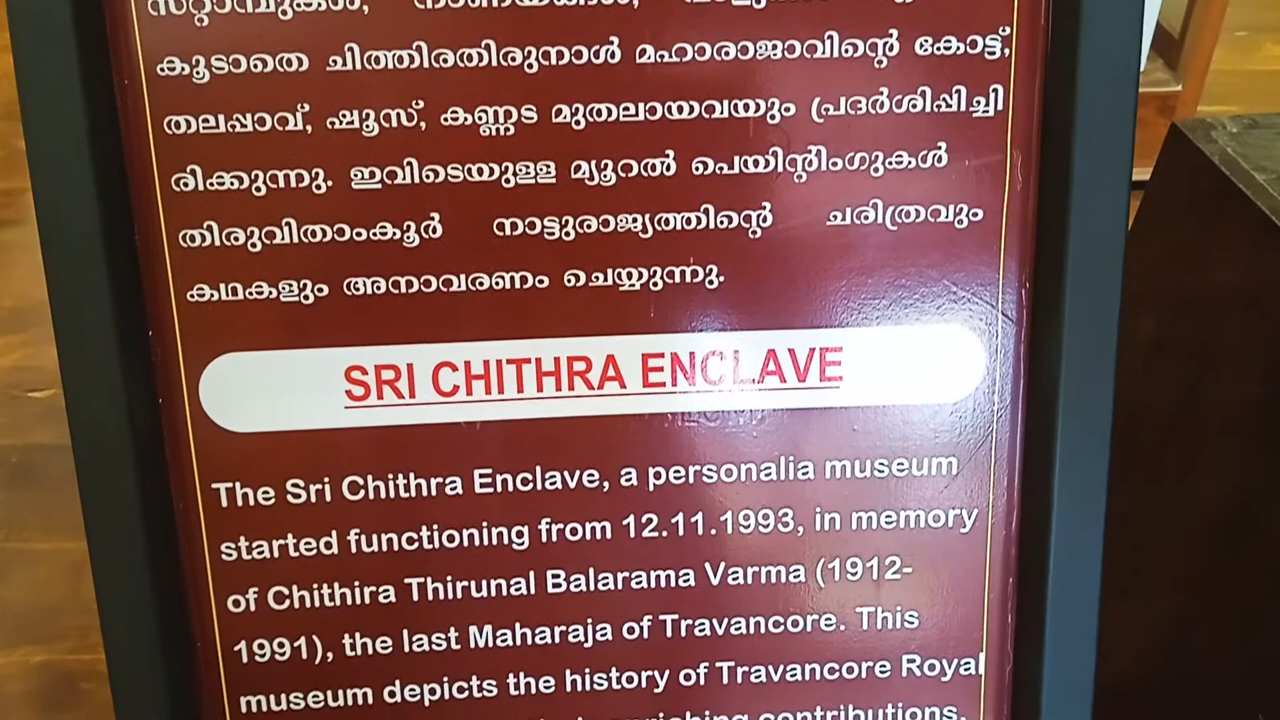 കൂടാതെ ചിത്തിരതിരുനാൾ മഹാരാജാവിന്റെ കോട്ട്,
തലപ്പാവ്, ഷൂസ്, കണ്ണട മുതലായവയും പ്രദർശിപ്പിച്ചി
രിക്കുന്നു. ഇവിടെയുള്ള മ്യൂറൽ പെയിന്റിംഗുകൾ
തിരുവിതാംകൂർ നാട്ടുരാജ്യത്തിന്റെ ചരിത്രവും
കഥകളും അനാവരണം ചെയ്യുന്നു.
SRI CHITHRA ENCLAVE
The Sri Chithra Enclave, a personalia museum
started functioning from 12.11.1993, in memory
of Chithira Thirunal Balarama Varma (1912-
1991), the last Maharaja of Travancore. This
museum depicts the history of Travancore Royal
contributions,